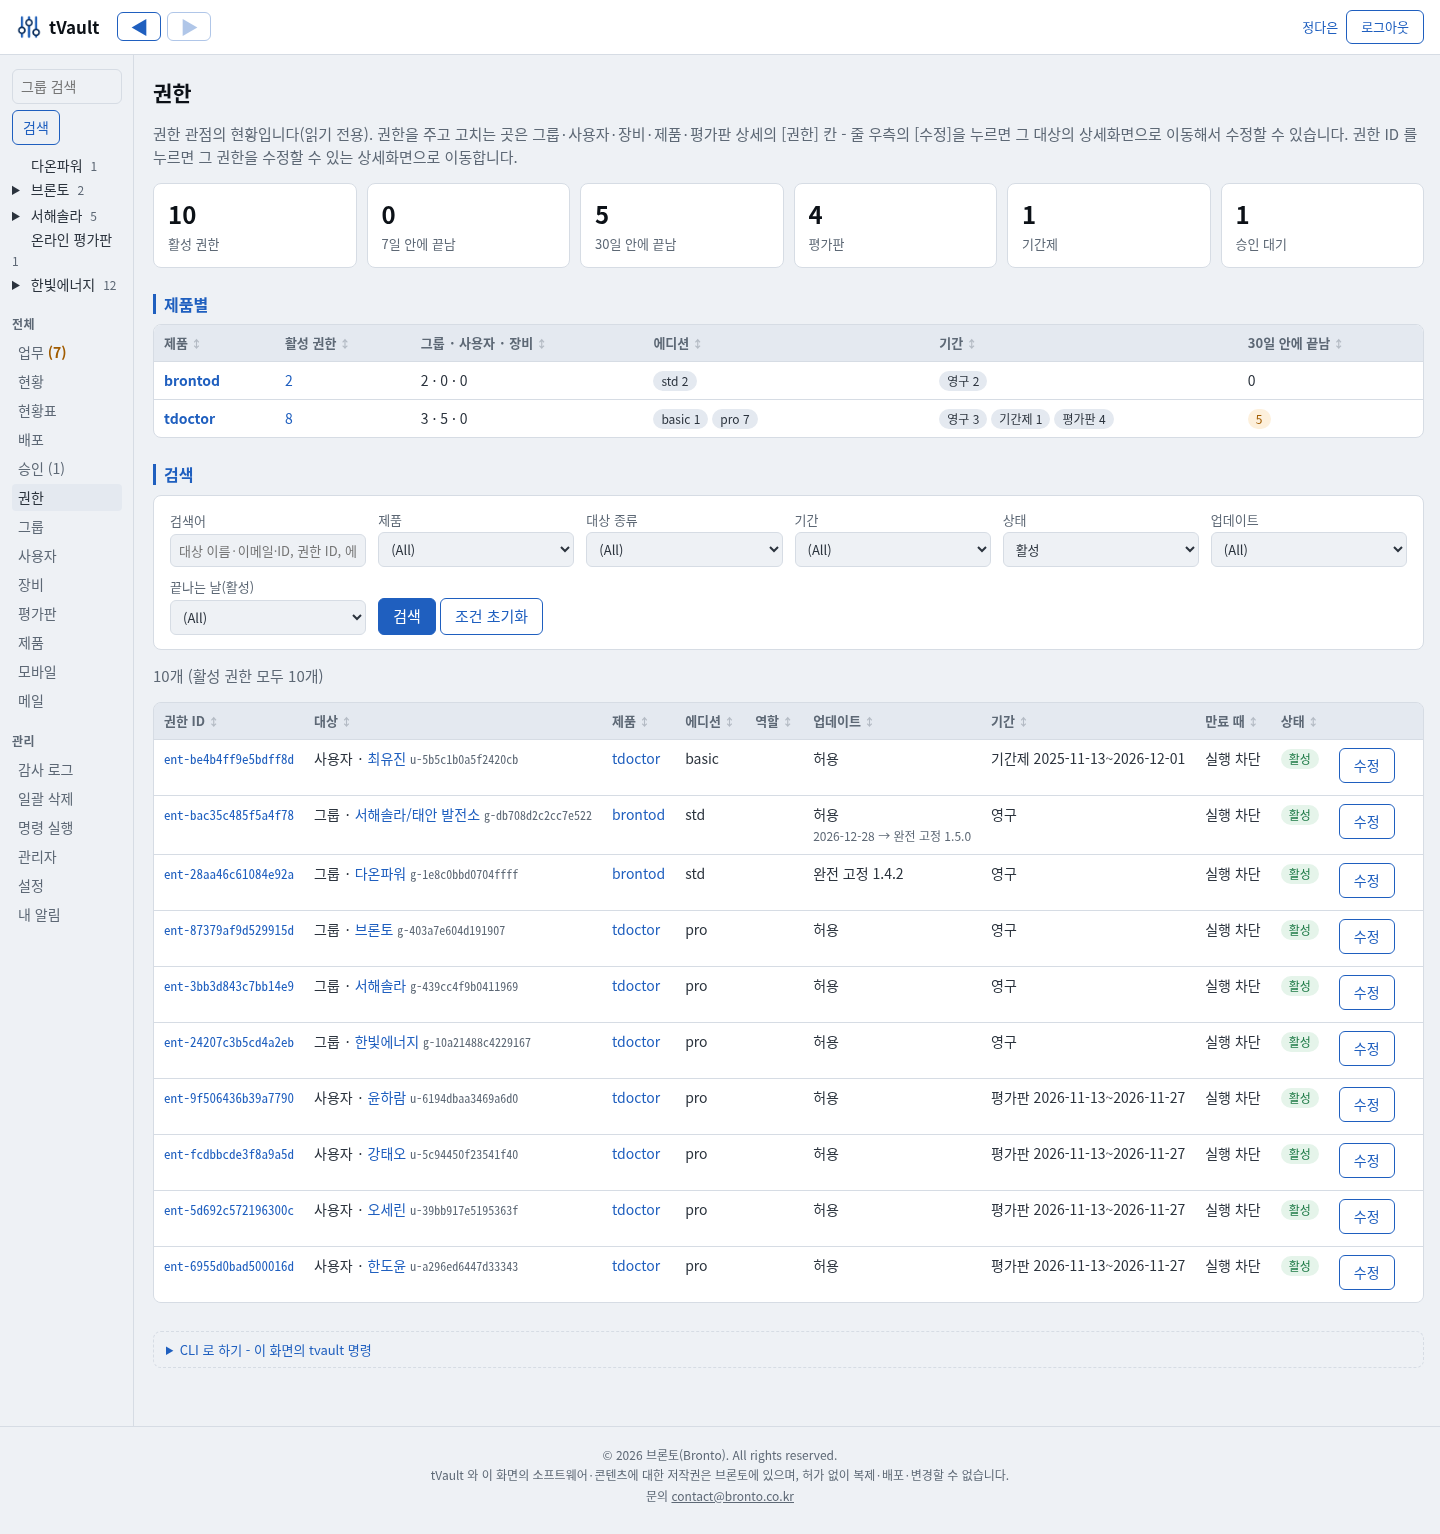 tVault ◀ ▶ 정다은 로그아웃
그룹 검색
검색
다온파워 1
▶ 브론토 2
▶ 서해솔라 5
온라인 평가판
1
▶ 한빛에너지 12
전체
업무 (7)
현황
현황표
배포
승인 (1)
권한
그룹
사용자
장비
평가판
제품
모바일
메일
관리
감사 로그
일괄 삭제
명령 실행
관리자
설정
내 알림
권한
권한 관점의 현황입니다(읽기 전용). 권한을 주고 고치는 곳은 그룹·사용자·장비·제품·평가판 상세의 [권한] 칸 - 줄 우측의 [수정]을 누르면 그 대상의 상세화면으로 이동해서 수정할 수 있습니다. 권한 ID 를
누르면 그 권한을 수정할 수 있는 상세화면으로 이동합니다.
10 0 5 4 1 1
활성 권한 7일 안에 끝남 30일 안에 끝남 평가판 기간제 승인 대기
제품별
제품 ↕ 활성 권한 ↕ 그룹 · 사용자 · 장비 ↕ 에디션 ↕ 기간 ↕ 30일 안에 끝남 ↕
brontod 2 2 · 0 · 0 std 2 영구 2 0
tdoctor 8 3 · 5 · 0 basic 1 pro 7 영구 3 기간제 1 평가판 4 5
검색
검색어 제품 대상 종류 기간 상태 업데이트
대상 이름·이메일·ID, 권한 ID, 에 (All) (All) (All) 활성 (All)
끝나는 날(활성)
(All) 검색 조건 초기화
10개 (활성 권한 모두 10개)
권한 ID ↕ 대상 ↕ 제품 ↕ 에디션 ↕ 역할 ↕ 업데이트 ↕ 기간 ↕ 만료 때 ↕ 상태 ↕
ent-be4b4ff9e5bdff8d 사용자 · 최유진 u-5b5c1b0a5f2420cb tdoctor basic 허용 기간제 2025-11-13~2026-12-01 실행 차단 활성 수정
ent-bac35c485f5a4f78 그룹 · 서해솔라/태안 발전소 g-db708d2c2cc7e522 brontod std 허용 영구 실행 차단 활성 수정
2026-12-28 → 완전 고정 1.5.0
ent-28aa46c61084e92a 그룹 · 다온파워 g-1e8c0bbd0704ffff brontod std 완전 고정 1.4.2 영구 실행 차단 활성 수정
ent-87379af9d529915d 그룹 · 브론토 g-403a7e604d191907 tdoctor pro 허용 영구 실행 차단 활성 수정
ent-3bb3d843c7bb14e9 그룹 · 서해솔라 g-439cc4f9b0411969 tdoctor pro 허용 영구 실행 차단 활성 수정
ent-24207c3b5cd4a2eb 그룹 · 한빛에너지 g-10a21488c4229167 tdoctor pro 허용 영구 실행 차단 활성 수정
ent-9f506436b39a7790 사용자 · 윤하람 u-6194dbaa3469a6d0 tdoctor pro 허용 평가판 2026-11-13~2026-11-27 실행 차단 활성 수정
ent-fcdbbcde3f8a9a5d 사용자 · 강태오 u-5c94450f23541f40 tdoctor pro 허용 평가판 2026-11-13~2026-11-27 실행 차단 활성 수정
ent-5d692c572196300c 사용자 · 오세린 u-39bb917e5195363f tdoctor pro 허용 평가판 2026-11-13~2026-11-27 실행 차단 활성 수정
ent-6955d0bad500016d 사용자 · 한도윤 u-a296ed6447d33343 tdoctor pro 허용 평가판 2026-11-13~2026-11-27 실행 차단 활성 수정
▶ CLI 로 하기 - 이 화면의 tvault 명령
© 2026 브론토(Bronto). All rights reserved.
tVault 와 이 화면의 소프트웨어·콘텐츠에 대한 저작권은 브론토에 있으며, 허가 없이 복제·배포·변경할 수 없습니다.
문의 contact@bronto.co.kr